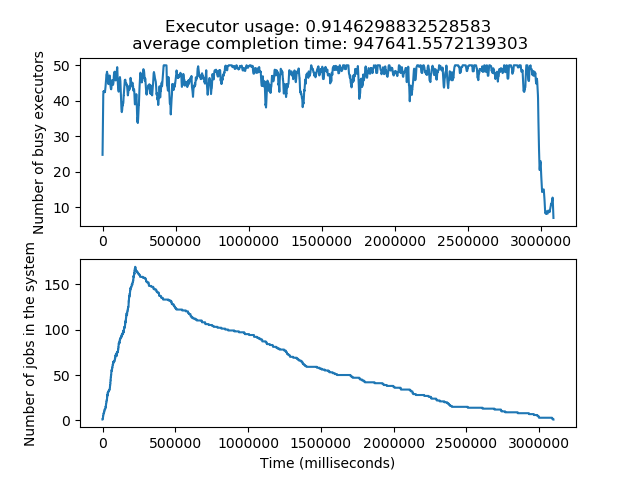 Executor usage: 0.9146298832528583
average completion time: 947641.5572139303
Number of busy executors
50
40
30
20
10
0 500000 1000000 1500000 2000000 2500000 3000000
Number of jobs in the system
150
100
50
0
0 500000 1000000 1500000 2000000 2500000 3000000
Time (milliseconds)